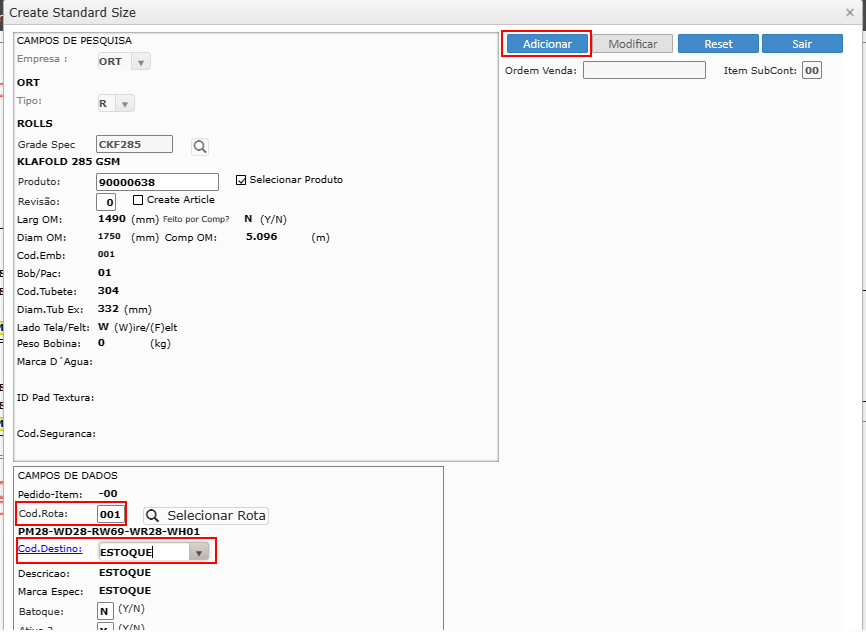 Create Standard Size
CAMPOS DE PESQUISA
Empresa : ORT
ORT
Tipo: R
ROLLS
Grade Spec CKF285
KLAFOLD 285 GSM
Produto: 90000638 Selecionar Produto
Revisão: 0 Create Article
Larg OM: 1490 (mm) Feito por Comp? N (Y/N)
Diam OM: 1750 (mm) Comp OM: 5.096 (m)
Cod.Emb: 001
Bob/Pac: 01
Cod.Tubete: 304
Diam.Tub Ex: 332 (mm)
Lado Tela/Felt: W (W)ire/(F)elt
Peso Bobina: 0 (kg)
Marca D´Agua:
ID Pad Textura:
Cod.Seguranca:
Adicionar Modificar Reset Sair
Ordem Venda: Item SubCont: 00
CAMPOS DE DADOS
Pedido-Item: -00
Cod.Rota: 001 Selecionar Rota
PM28-WD28-RW69-WR28-WH01
Cod.Destino: ESTOQUE
Descricao: ESTOQUE
Marca Espec: ESTOQUE
Batoque: N (Y/N)
Ativo ? (Y/N)